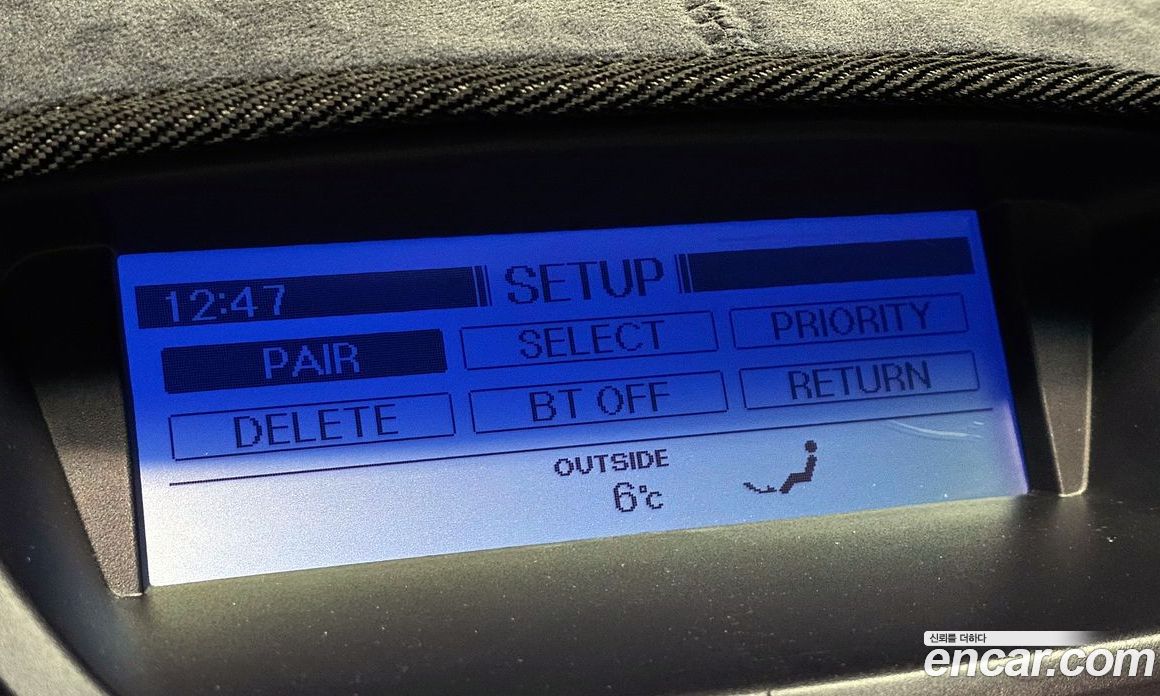 12:47 SETUP
PAIR SELECT PRIORITY
DELETE BT OFF RETURN
OUTSIDE
6°C
신뢰를 더하다
encar.com